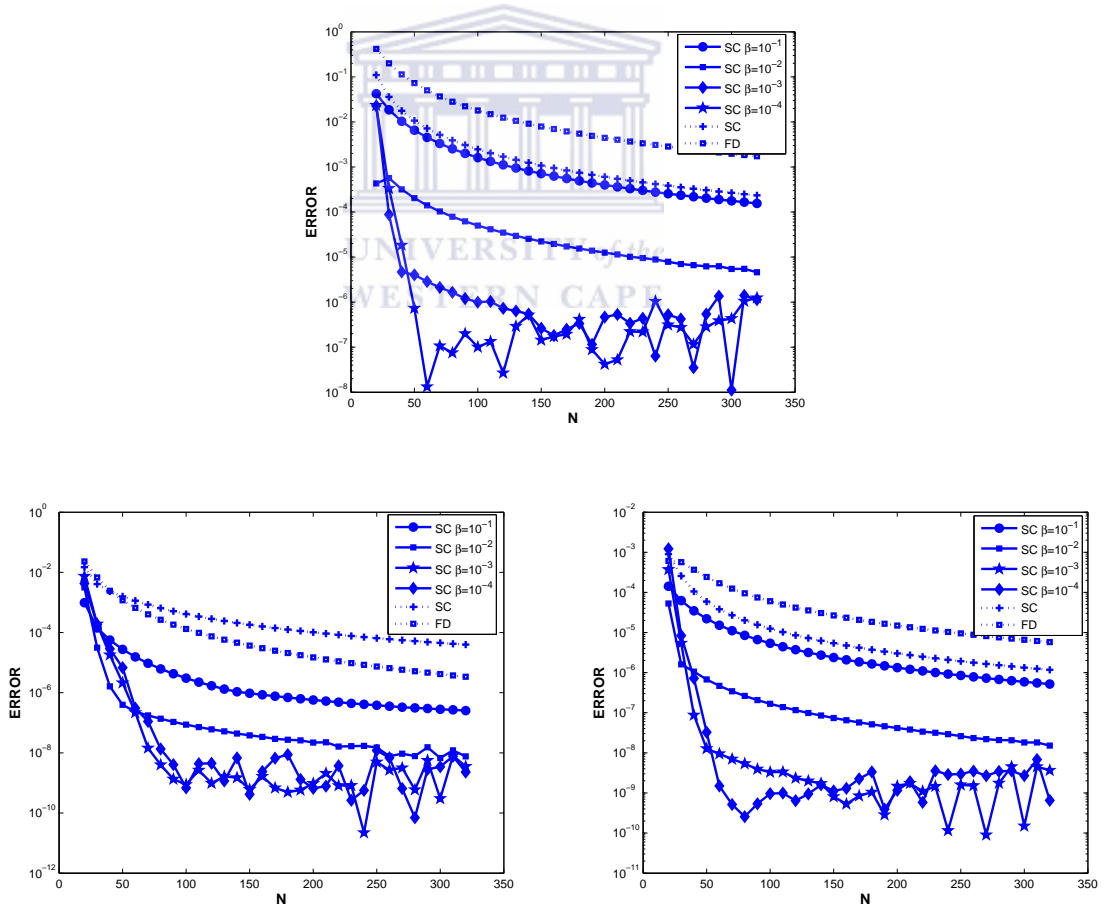 10^0
10^-1
10^-2
10^-3
10^-4
10^-5
10^-6
10^-7
10^-8
ERROR
0 50 100 150 200 250 300 350
N
SC β=10^-1
SC β=10^-2
SC β=10^-3
SC β=10^-4
SC
FD
UNIVERSITY of the
WESTERN CAPE
10^0
10^-2
10^-4
10^-6
10^-8
10^-10
10^-12
ERROR
0 50 100 150 200 250 300 350
N
SC β=10^-1
SC β=10^-2
SC β=10^-3
SC β=10^-4
SC
FD
10^-2
10^-3
10^-4
10^-5
10^-6
10^-7
10^-8
10^-9
10^-10
10^-11
ERROR
0 50 100 150 200 250 300 350
N
SC β=10^-1
SC β=10^-2
SC β=10^-3
SC β=10^-4
SC
FD